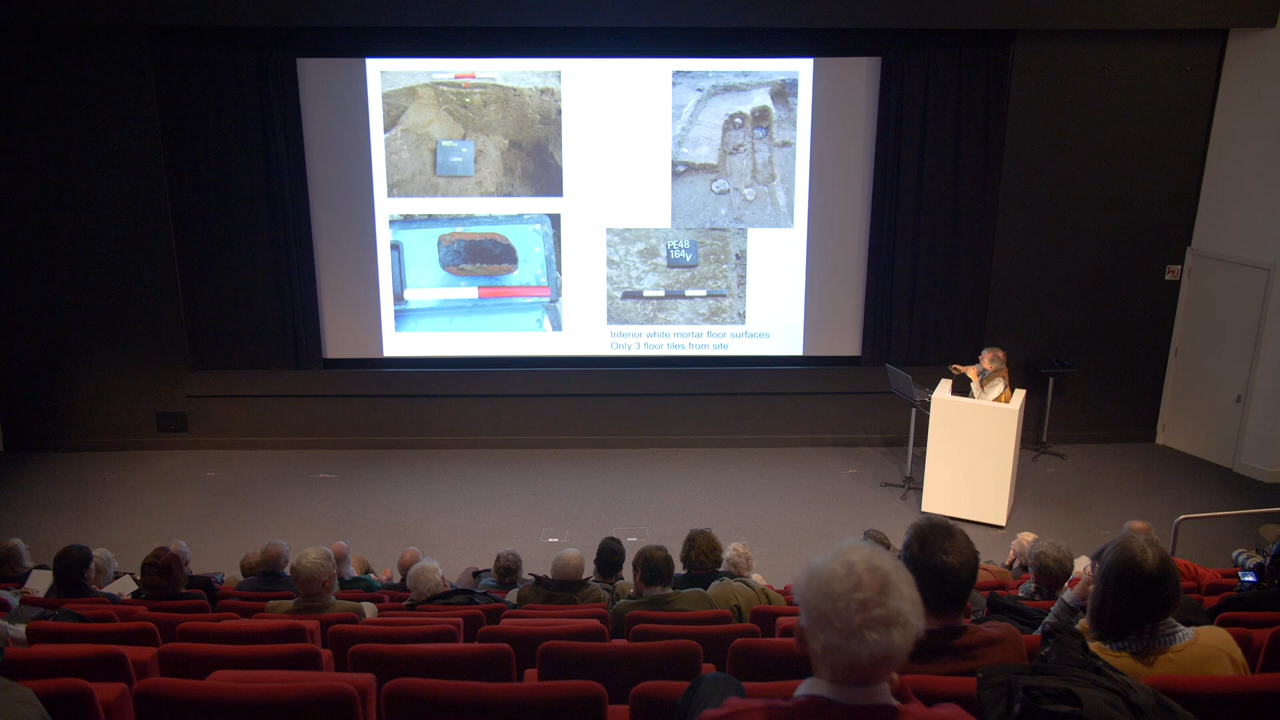 PE48
164V
Interior white mortar floor surfaces
Only 3 floor tiles from site